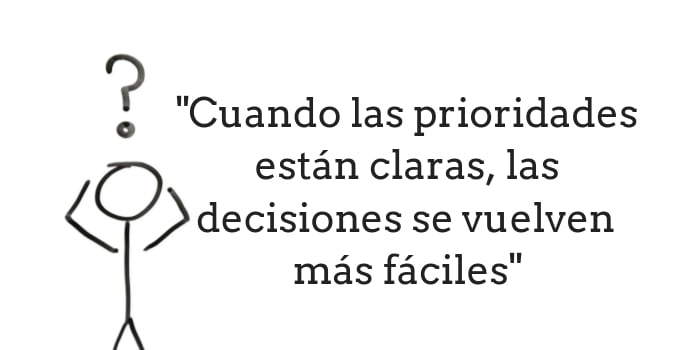 "Cuando las prioridades
están claras, las
decisiones se vuelven
más fáciles"